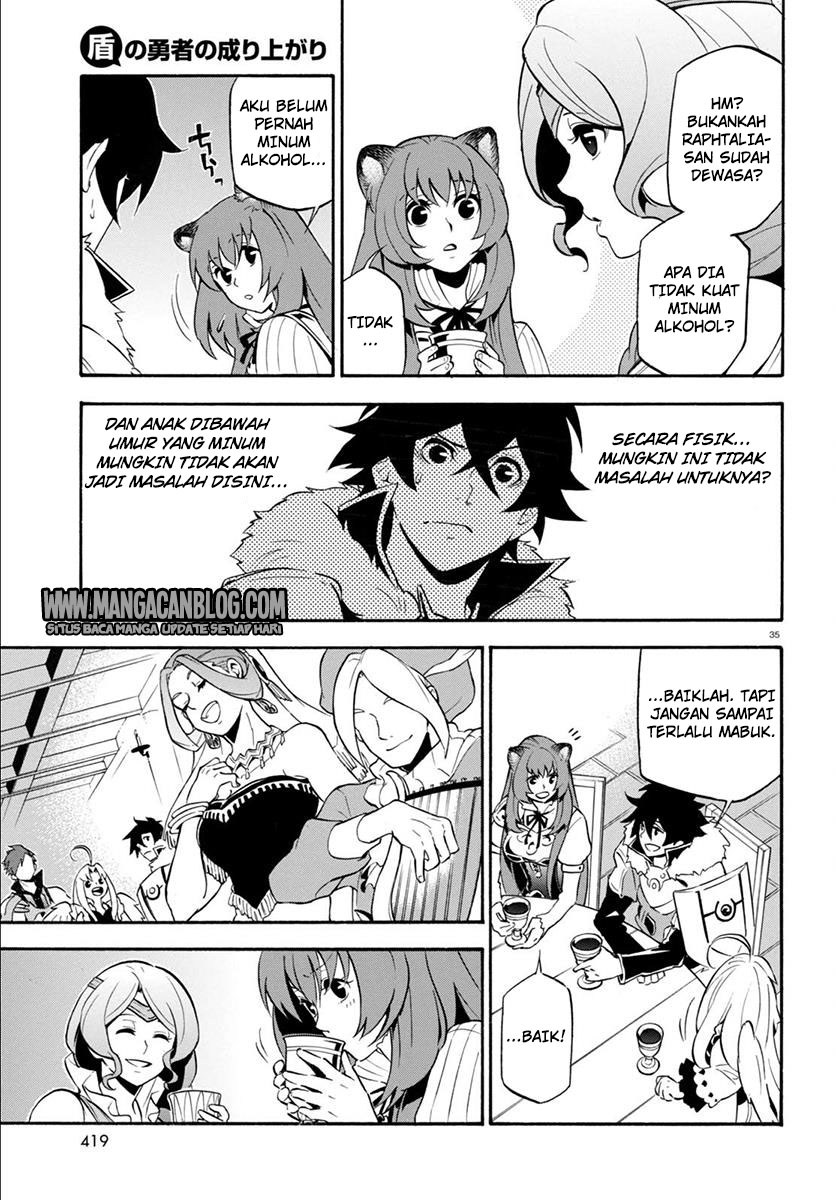 盾の勇者の成り上がり
HM?
BUKANKAH
RAPHTALIA-
SAN SUDAH
DEWASA?
APA DIA
TIDAK KUAT
MINUM
ALKOHOL?
TIDAK
...
AKU BELUM
PERNAH
MINUM
ALKOHOL...
ちらっ
SECARA FISIK...
MUNGKIN INI TIDAK
MASALAH UNTUKNYA?
DAN ANAK DIBAWAH
UMUR YANG MINUM
MUNGKIN TIDAK AKAN
JADI MASALAH DISINI...
WWW.MANGACANBLOG.COM
SITUS BACA MANGA UPDATE SETIAP HARI
35
...BAIKLAH. TAPI
JANGAN SAMPAI
TERLALU MABUK.
...BAIK!
419